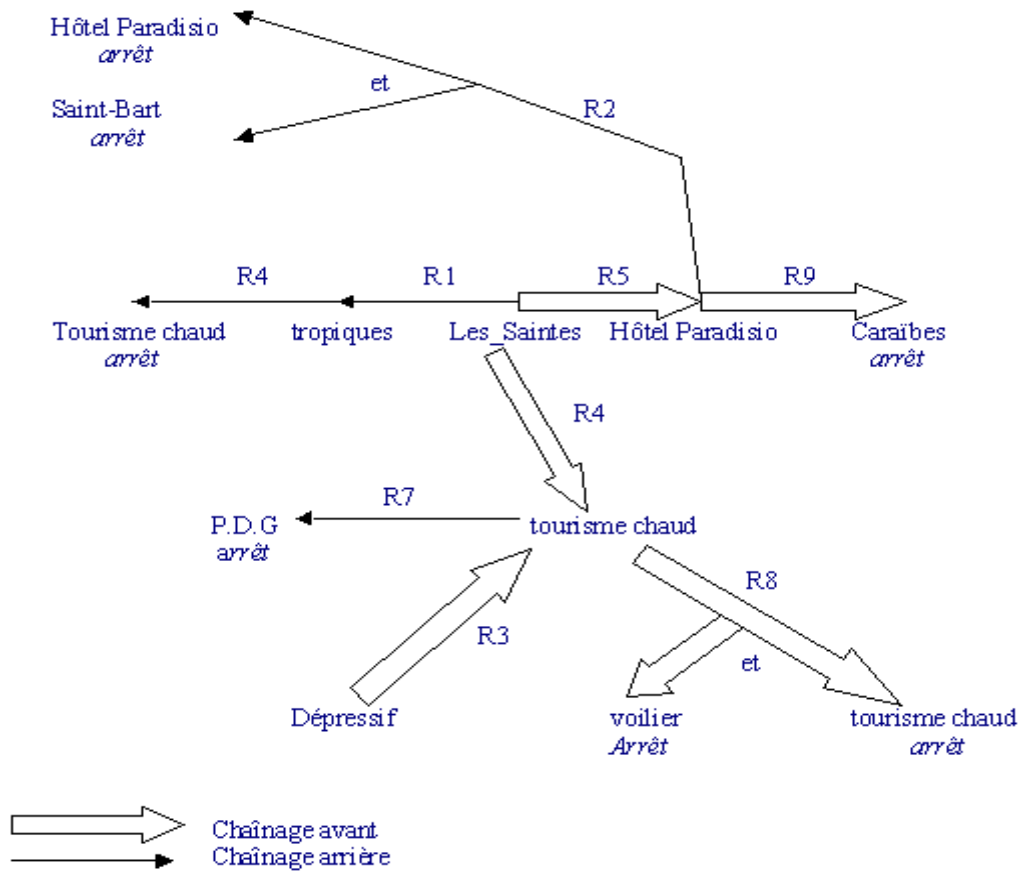 Hôtel Paradisio
arrêt
et
Saint-Bart
arrêt
R2
R4
R1
R5
R9
Tourisme chaud
arrêt
tropiques
Les_Saintes
Hôtel Paradisio
Caraïbes
arrêt
R4
R7
P.D.G
arrêt
tourisme chaud
R8
R3
et
Dépressif
voilier
Arrêt
tourisme chaud
arrêt
Chaînage avant
Chaînage arrière